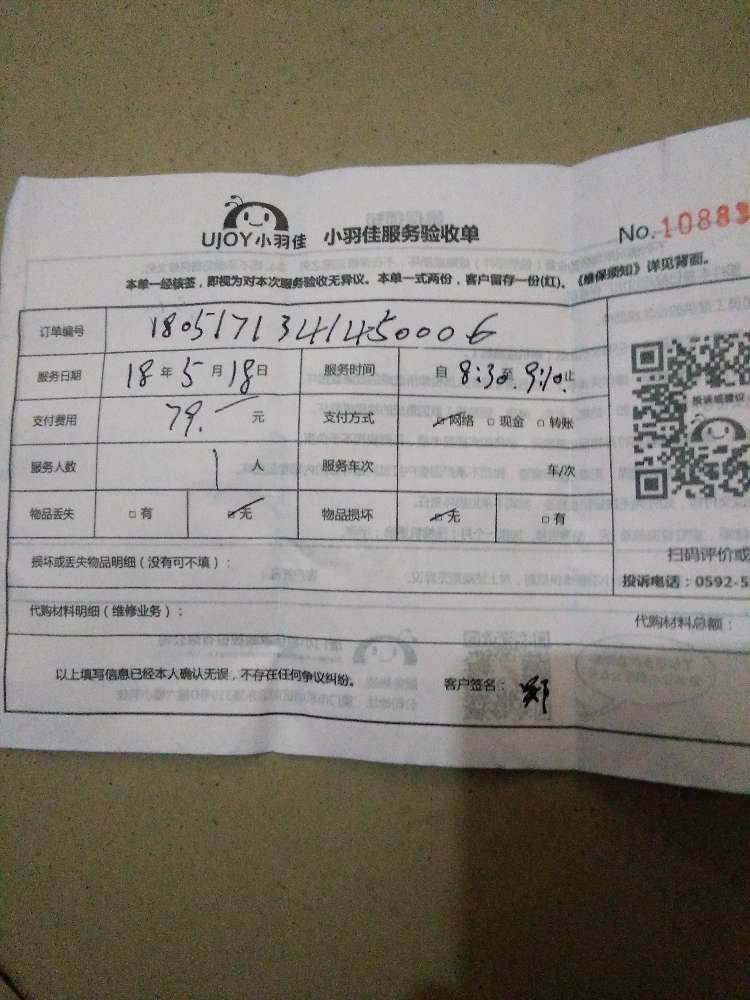 UJOY小羽佳 小羽佳服务验收单 No.10883
本单一经核签，即视为对本次服务验收无异议。本单一式两份，客户留存一份(红)。《维保须知》详见背面。
订单编号 1805171341450006
服务日期 18年5月18日 服务时间 自8:30至9:10止
支付费用 79.一元 支付方式 ☑网络 □现金 □转账
投诉或建议
服务人数 1人 服务车次 车/次
物品丢失 □有 ☑无 物品损坏 ☑无 □有
损坏或丢失物品明细（没有可不填）：
扫码评价或
投诉电话：0592-5
代购材料明细（维修业务）：
代购材料总额：
以上填写信息已经本人确认无误，不存在任何争议纠纷。 客户签名：郑